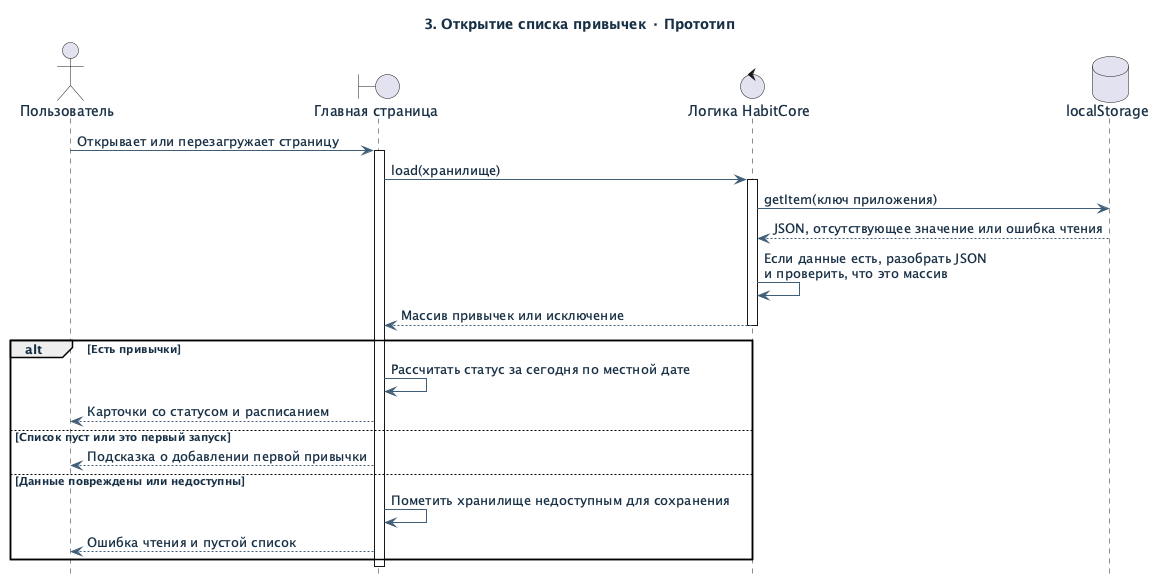 3. Открытие списка привычек · Прототип
Пользователь
Главная страница
Логика HabitCore
localStorage
Открывает или перезагружает страницу
load(хранилище)
getItem(ключ приложения)
JSON, отсутствующее значение или ошибка чтения
Если данные есть, разобрать JSON
и проверить, что это массив
Массив привычек или исключение
alt
[Есть привычки]
Рассчитать статус за сегодня по местной дате
Карточки со статусом и расписанием
[Список пуст или это первый запуск]
Подсказка о добавлении первой привычки
[Данные повреждены или недоступны]
Пометить хранилище недоступным для сохранения
Ошибка чтения и пустой список